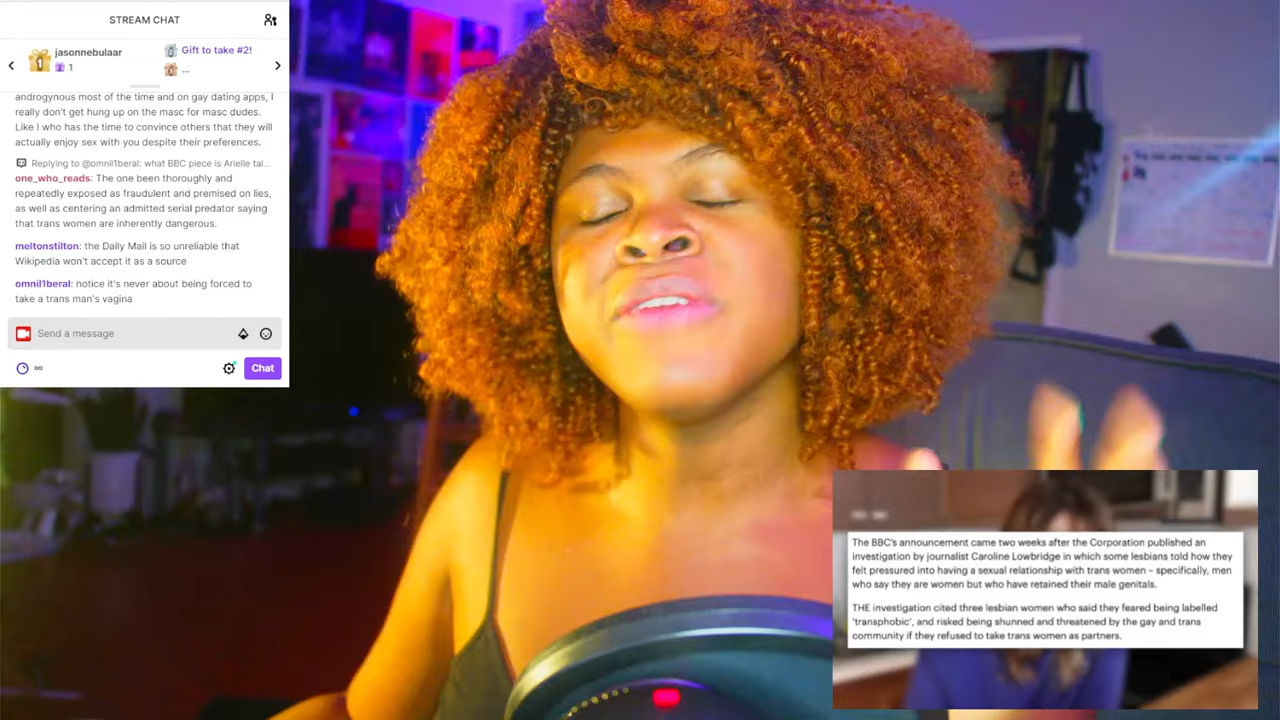 STREAM CHAT
jasonnebulaar
1
Gift to take #2!
...
androgynous most of the time and on gay dating apps, I
really don't get hung up on the masc for masc dudes.
Like I who has the time to convince others that they will
actually enjoy sex with you despite their preferences.
Replying to @omnil1beral: what BBC piece is Arielle tal...
one_who_reads: The one been thoroughly and
repeatedly exposed as fraudulent and premised on lies,
as well as centering an admitted serial predator saying
that trans women are inherently dangerous.
meltonstilton: the Daily Mail is so unreliable that
Wikipedia won't accept it as a source
omnil1beral: notice it's never about being forced to
take a trans man's vagina
Send a message
∞
Chat
The BBC's announcement came two weeks after the Corporation published an
investigation by journalist Caroline Lowbridge in which some lesbians told how they
felt pressured into having a sexual relationship with trans women – specifically, men
who say they are women but who have retained their male genitals.
THE investigation cited three lesbian women who said they feared being labelled
'transphobic', and risked being shunned and threatened by the gay and trans
community if they refused to take trans women as partners.